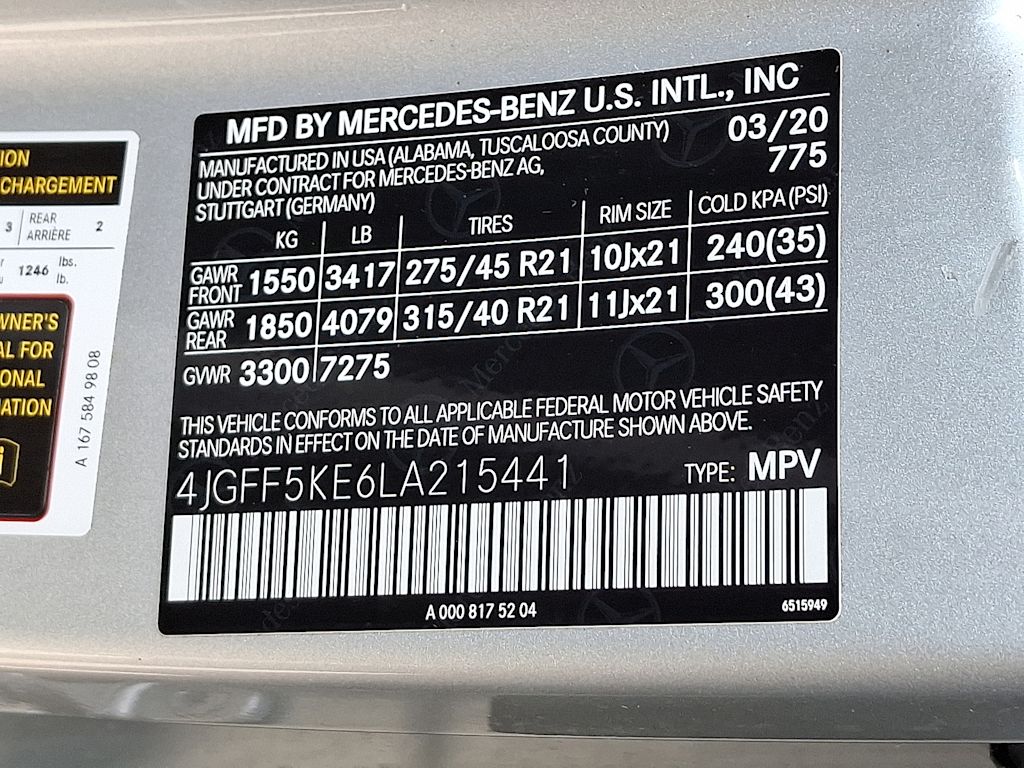 MFD BY MERCEDES-BENZ U.S. INTL., INC
MANUFACTURED IN USA (ALABAMA, TUSCALOOSA COUNTY) 03/20
UNDER CONTRACT FOR MERCEDES-BENZ AG, 775
STUTTGART (GERMANY)
KG LB TIRES RIM SIZE COLD KPA (PSI)
GAWR FRONT 1550 3417 275/45 R21 10Jx21 240(35)
GAWR REAR 1850 4079 315/40 R21 11Jx21 300(43)
GVWR 3300 7275
THIS VEHICLE CONFORMS TO ALL APPLICABLE FEDERAL MOTOR VEHICLE SAFETY
STANDARDS IN EFFECT ON THE DATE OF MANUFACTURE SHOWN ABOVE.
4JGFF5KE6LA215441 TYPE: MPV
A 000 817 52 04 6515949
CHARGEMENT
3 REAR 2
ARRIÈRE
1246 lbs.
lb.
FOR
A 167 584 98 08